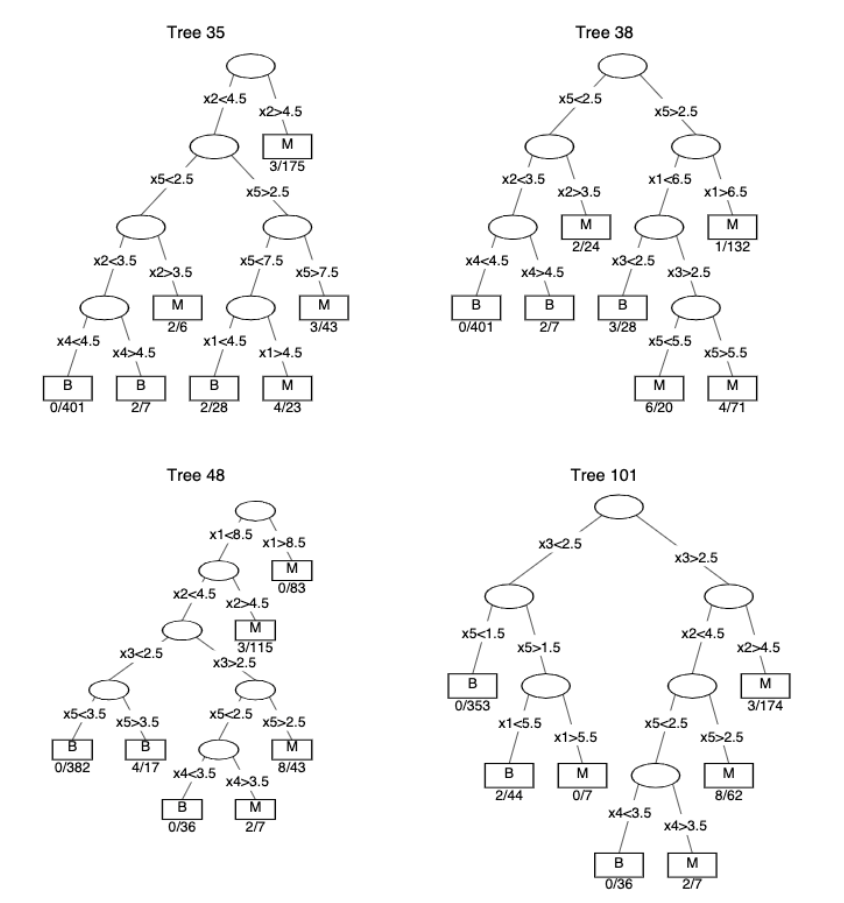 Tree 35
x2<4.5
x2>4.5
M
3/175
x5<2.5
x5>2.5
x2<3.5
x2>3.5
x5<7.5
x5>7.5
M
2/6
M
3/43
x4<4.5
x4>4.5
x1<4.5
x1>4.5
B
0/401
B
2/7
B
2/28
M
4/23
Tree 38
x5<2.5
x5>2.5
x2<3.5
x2>3.5
x1<6.5
x1>6.5
M
2/24
M
1/132
x4<4.5
x4>4.5
x3<2.5
x3>2.5
B
0/401
B
2/7
B
3/28
x5<5.5
x5>5.5
M
6/20
M
4/71
Tree 48
x1<8.5
x1>8.5
M
0/83
x2<4.5
x2>4.5
M
3/115
x3<2.5
x3>2.5
x5<3.5
x5>3.5
x5<2.5
x5>2.5
B
0/382
B
4/17
M
8/43
x4<3.5
x4>3.5
B
0/36
M
2/7
Tree 101
x3<2.5
x3>2.5
x5<1.5
x5>1.5
x2<4.5
x2>4.5
B
0/353
M
3/174
x1<5.5
x1>5.5
x5<2.5
x5>2.5
B
2/44
M
0/7
M
8/62
x4<3.5
x4>3.5
B
0/36
M
2/7